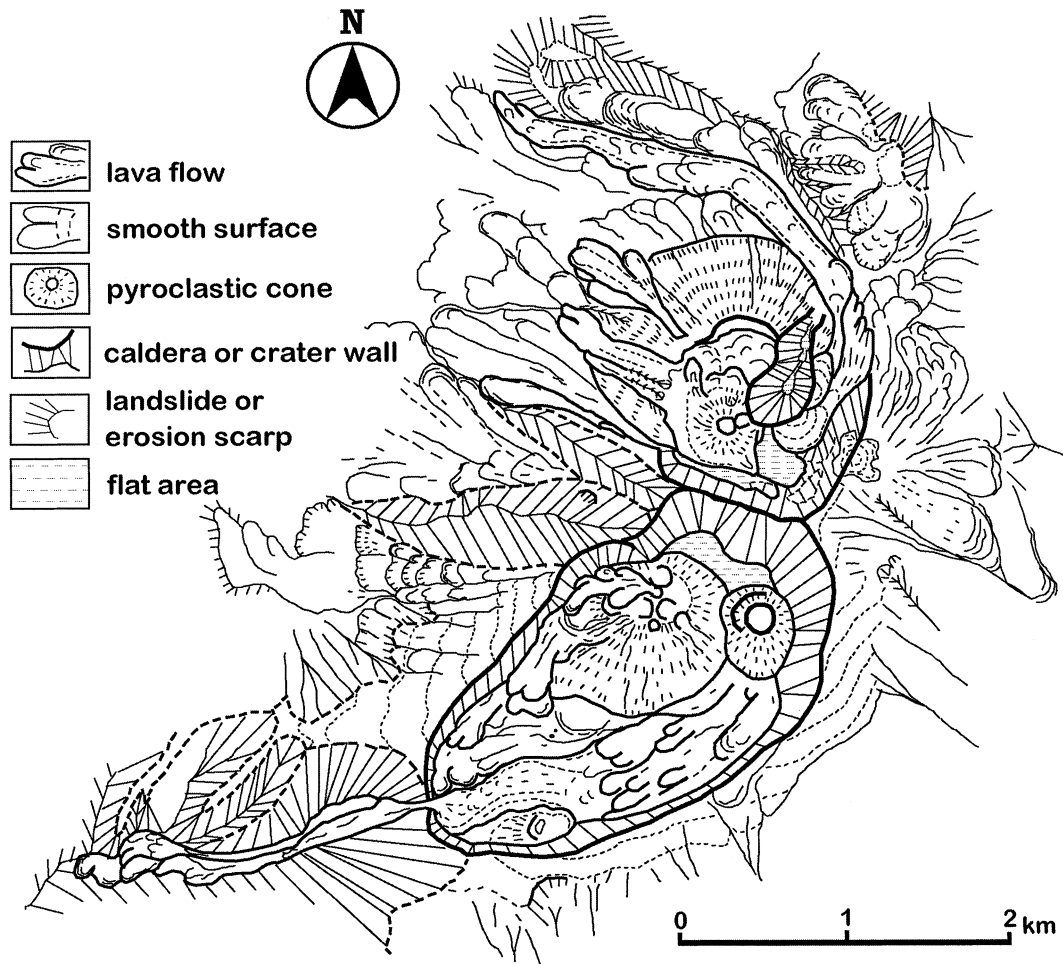 N
lava flow
smooth surface
pyroclastic cone
caldera or crater wall
landslide or
erosion scarp
flat area
0 1 2 km